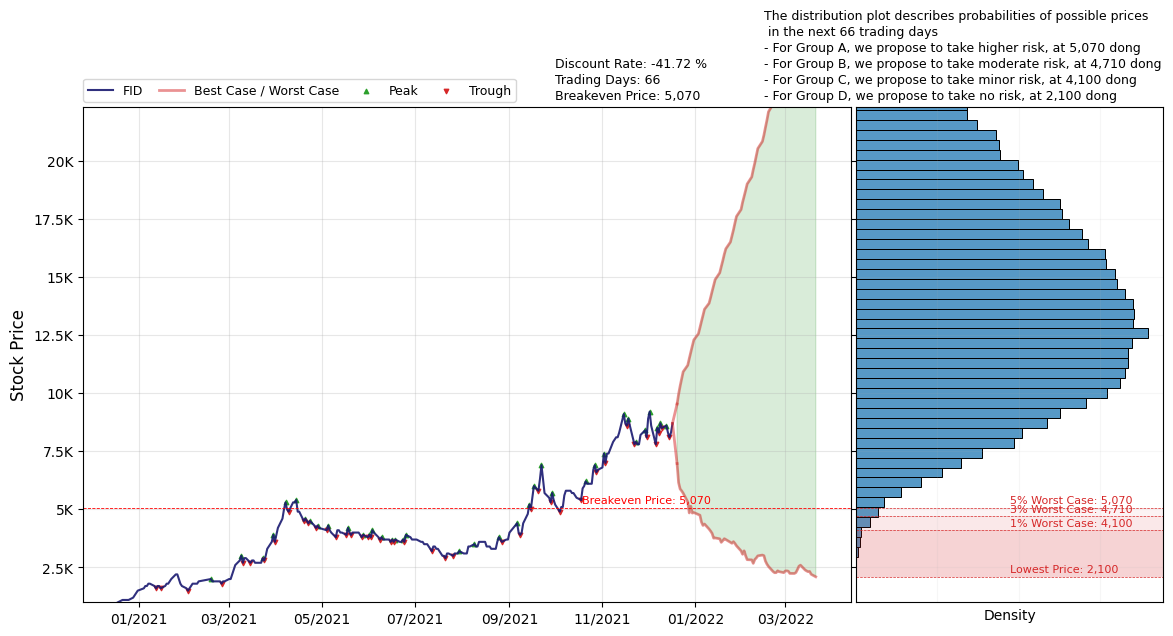 The distribution plot describes probabilities of possible prices
in the next 66 trading days
- For Group A, we propose to take higher risk, at 5,070 dong
- For Group B, we propose to take moderate risk, at 4,710 dong
- For Group C, we propose to take minor risk, at 4,100 dong
- For Group D, we propose to take no risk, at 2,100 dong
Discount Rate: -41.72 %
Trading Days: 66
Breakeven Price: 5,070
FID
Best Case / Worst Case
Peak
Trough
Stock Price
20K
17.5K
15K
12.5K
10K
7.5K
5K
2.5K
Breakeven Price: 5,070
5% Worst Case: 5,070
3% Worst Case: 4,710
1% Worst Case: 4,100
Lowest Price: 2,100
01/2021
03/2021
05/2021
07/2021
09/2021
11/2021
01/2022
03/2022
Density